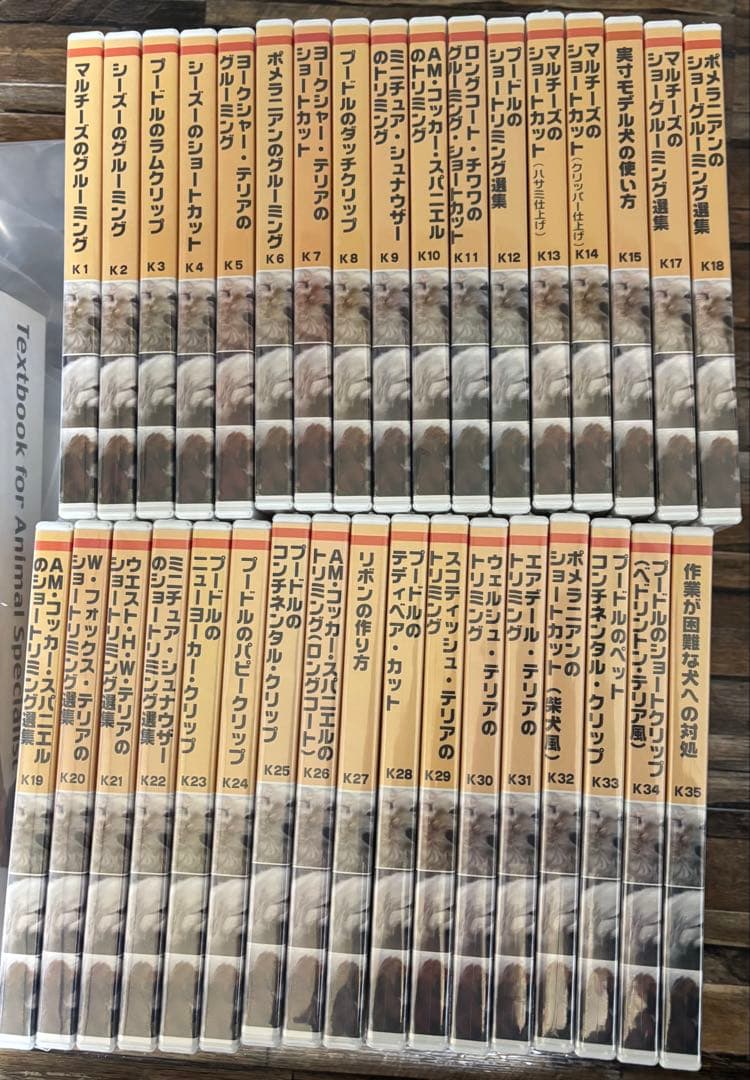 マルチーズのグルーミング
K1
シーズーのグルーミング
K2
プードルのラムクリップ
K3
シーズーのショートカット
K4
ヨークシャー・テリアの
グルーミング
K5
ポメラニアンのグルーミング
K6
ヨークシャー・テリアの
ショートカット
K7
プードルのダッチクリップ
K8
ミニチュア・シュナウザー
のトリミング
K9
AM・コッカー・スパニエル
のトリミング
K10
ロングコート・チワワの
グルーミング・ショートカット
K11
プードルの
ショートリミング選集
K12
マルチーズの
ショートカット(ハサミ仕上げ)
K13
マルチーズの
ショートカット(クリッパー仕上げ)
K14
実寸モデル犬の使い方
K15
マルチーズの
ショーグルーミング選集
K17
ポメラニアンの
ショーグルーミング選集
K18
Textbook for Animal Specialis
AM・コッカー・スパニエル
のショートリミング選集
K19
W・フォックス・テリアの
ショートリミング選集
K20
ウエスト・H・W・テリアの
ショートリミング選集
K21
ミニチュア・シュナウザー
のショートリミング選集
K22
プードルの
ニューヨーカー・クリップ
K23
プードルのパピークリップ
K24
プードルの
コンチネンタル・クリップ
K25
AM・コッカー・スパニエルの
トリミング(ロングコート)
K26
リボンの作り方
K27
プードルの
テディベア・カット
K28
スコティッシュ・テリアの
トリミング
K29
ウェルシュ・テリアの
トリミング
K30
エアデール・テリアの
トリミング
K31
ポメラニアンの
ショートカット(柴犬風)
K32
プードルのペット
コンチネンタル・クリップ
K33
プードルのショートクリップ
(ベドリントン・テリア風)
K34
作業が困難な犬への対処
K35